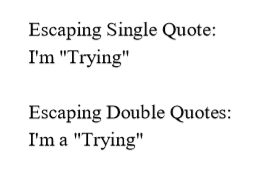 Escaping Single Quote:
I'm "Trying"
Escaping Double Quotes:
I'm a "Trying"